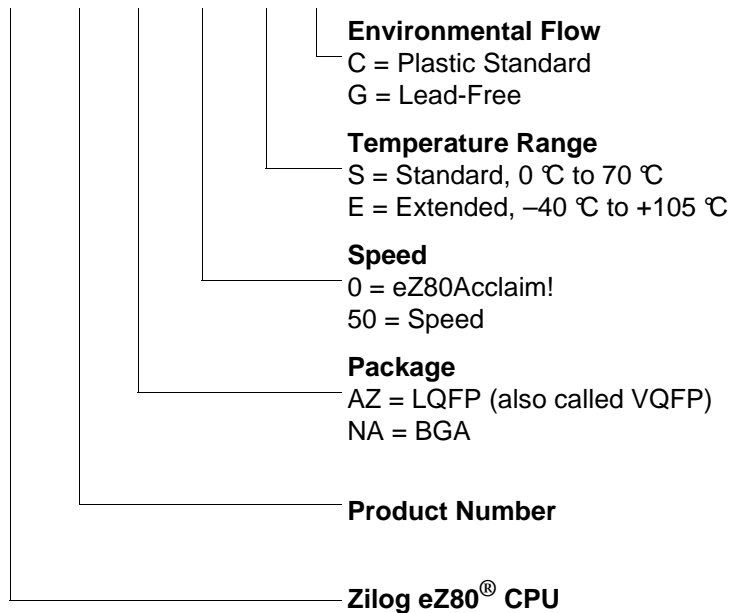 Environmental Flow
C = Plastic Standard
G = Lead-Free
Temperature Range
S = Standard, 0 °C to 70 °C
E = Extended, –40 °C to +105 °C
Speed
0 = eZ80Acclaim!
50 = Speed
Package
AZ = LQFP (also called VQFP)
NA = BGA
Product Number
Zilog eZ80® CPU